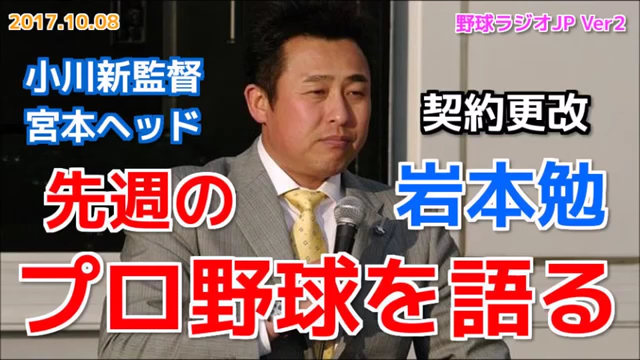 2017.10.08
野球ラジオJP Ver2
小川新監督
宮本ヘッド
契約更改
先週の
岩本勉
プロ野球を語る